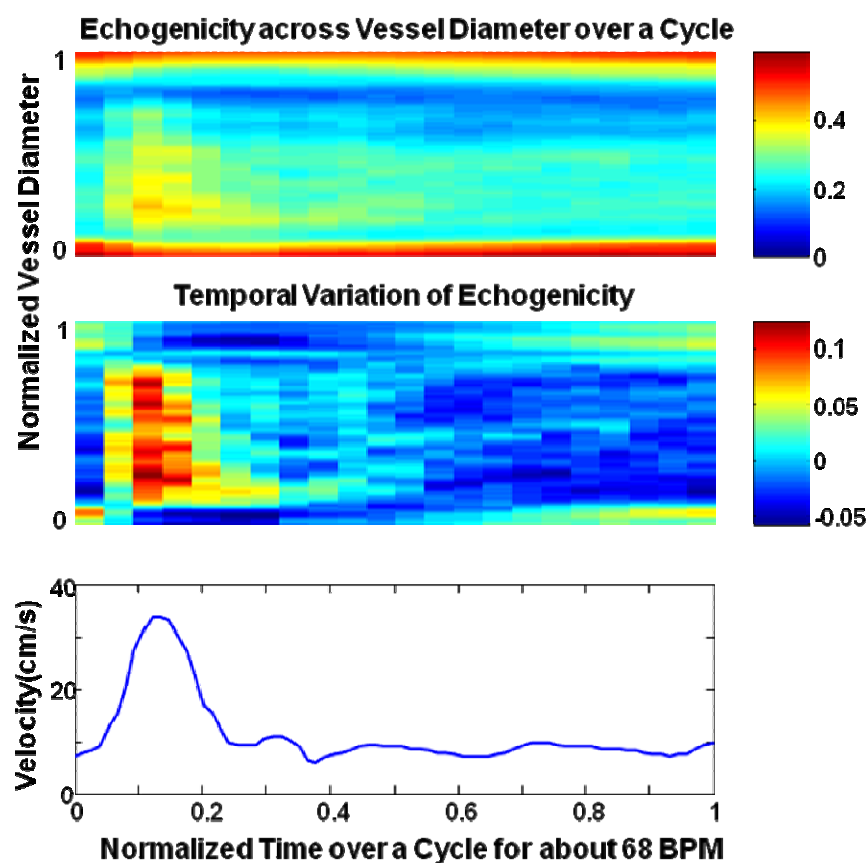 Echogenicity across Vessel Diameter over a Cycle
1
0
0.4
0.2
0
Normalized Vessel Diameter
Temporal Variation of Echogenicity
1
0
0.1
0.05
0
-0.05
Velocity(cm/s)
40
20
0
0 0.2 0.4 0.6 0.8 1
Normalized Time over a Cycle for about 68 BPM